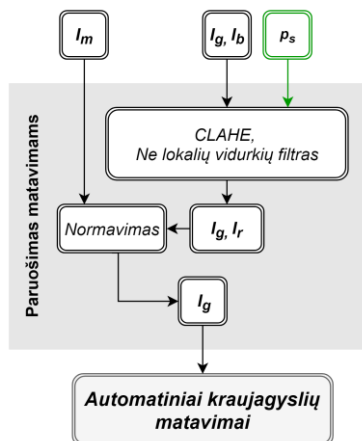 I_m
I_g, I_b
p_s
CLAHE,
Ne lokalių vidurkių filtras
Paruošimas matavimams
Normavimas
I_g, I_r
I_g
Automatiniai kraujagyslių
matavimai